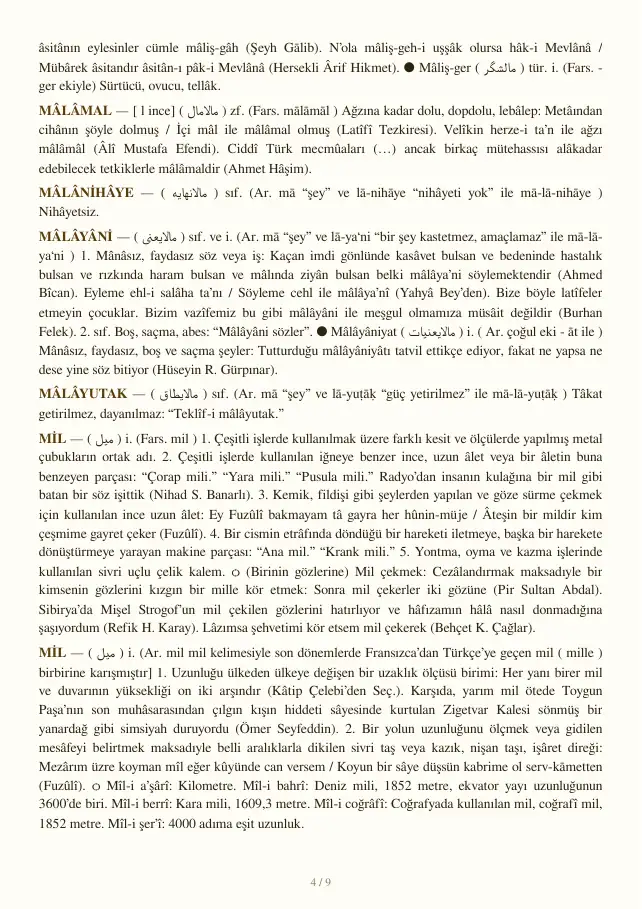 âsitânın eylesinler cümle mâliş-gâh (Şeyh Gālib). N’ola mâliş-geh-i uşşâk olursa hâk-i Mevlânâ /
Mübârek âsitandır âsitân-ı pâk-i Mevlânâ (Hersekli Ârif Hikmet). ● Mâliş-ger ( مالشگر ) tür. i. (Fars. -
ger ekiyle) Sürtücü, ovucu, tellâk.
MÂLÂMAL — [ l ince] ( مالامال ) zf. (Fars. mālāmāl ) Ağzına kadar dolu, dopdolu, lebâlep: Metâından
cihânın şöyle dolmuş / İçi mâl ile mâlâmal olmuş (Latîfî Tezkiresi). Velîkin herze-i ta’n ile ağzı
mâlâmâl (Âlî Mustafa Efendi). Ciddî Türk mecmûaları (…) ancak birkaç mütehassısı alâkadar
edebilecek tetkiklerle mâlâmaldir (Ahmet Hâşim).
MÂLÂNİHÂYE — ( مالانهايه ) sıf. (Ar. mā “şey” ve lā-nihāye “nihâyeti yok” ile mā-lā-nihāye )
Nihâyetsiz.
MÂLÂYÂNİ — ( مالايعنى ) sıf. ve i. (Ar. mā “şey” ve lā-ya‘ni “bir şey kastetmez, amaçlamaz” ile mā-lā-
ya‘ni ) 1. Mânâsız, faydasız söz veya iş: Kaçan imdi gönlünde kasâvet bulsan ve bedeninde hastalık
bulsan ve rızkında haram bulsan ve mâlında ziyân bulsan belki mâlâya’ni söylemektendir (Ahmed
Bîcan). Eyleme ehl-i salâha ta’nı / Söyleme cehl ile mâlâya’nî (Yahyâ Bey’den). Bize böyle latîfeler
etmeyin çocuklar. Bizim vazîfemiz bu gibi mâlâyâni ile meşgul olmamıza müsâit değildir (Burhan
Felek). 2. sıf. Boş, saçma, abes: “Mâlâyâni sözler”. ● Mâlâyâniyat ( مالايعنيات ) i. ( Ar. çoğul eki - āt ile )
Mânâsız, faydasız, boş ve saçma şeyler: Tutturduğu mâlâyâniyâtı tatvil ettikçe ediyor, fakat ne yapsa ne
dese yine söz bitiyor (Hüseyin R. Gürpınar).
MÂLÂYUTAK — ( مالايطاق ) sıf. (Ar. mā “şey” ve lā-yuṭāḳ “güç yetirilmez” ile mā-lā-yuṭāḳ ) Tâkat
getirilmez, dayanılmaz: “Teklîf-i mâlâyutak.”
MİL — ( ميل ) i. (Fars. mil ) 1. Çeşitli işlerde kullanılmak üzere farklı kesit ve ölçülerde yapılmış metal
çubukların ortak adı. 2. Çeşitli işlerde kullanılan iğneye benzer ince, uzun âlet veya bir âletin buna
benzeyen parçası: “Çorap mili.” “Yara mili.” “Pusula mili.” Radyo’dan insanın kulağına bir mil gibi
batan bir söz işittik (Nihad S. Banarlı). 3. Kemik, fildişi gibi şeylerden yapılan ve göze sürme çekmek
için kullanılan ince uzun âlet: Ey Fuzûlî bakmayam tâ gayra her hûnin-müje / Âteşin bir mildir kim
çeşmime gayret çeker (Fuzûlî). 4. Bir cismin etrâfında döndüğü bir hareketi iletmeye, başka bir harekete
dönüştürmeye yarayan makine parçası: “Ana mil.” “Krank mili.” 5. Yontma, oyma ve kazma işlerinde
kullanılan sivri uçlu çelik kalem. ○ (Birinin gözlerine) Mil çekmek: Cezâlandırmak maksadıyle bir
kimsenin gözlerini kızgın bir mille kör etmek: Sonra mil çekerler iki gözüne (Pir Sultan Abdal).
Sibirya’da Mişel Strogof’un mil çekilen gözlerini hatırlıyor ve hâfızamın hâlâ nasıl donmadığına
şaşıyordum (Refik H. Karay). Lâzımsa şehvetimi kör etsem mil çekerek (Behçet K. Çağlar).
MİL — ( ميل ) i. (Ar. mil mil kelimesiyle son dönemlerde Fransızca’dan Türkçe’ye geçen mil ( mille )
birbirine karışmıştır] 1. Uzunluğu ülkeden ülkeye değişen bir uzaklık ölçüsü birimi: Her yanı birer mil
ve duvarının yüksekliği on iki arşındır (Kâtip Çelebi’den Seç.). Karşıda, yarım mil ötede Toygun
Paşa’nın son muhâsarasından çılgın kışın hiddeti sâyesinde kurtulan Zigetvar Kalesi sönmüş bir
yanardağ gibi simsiyah duruyordu (Ömer Seyfeddin). 2. Bir yolun uzunluğunu ölçmek veya gidilen
mesâfeyi belirtmek maksadıyle belli aralıklarla dikilen sivri taş veya kazık, nişan taşı, işâret direği:
Mezârım üzre koyman mîl eğer kûyünde can versem / Koyun bir sâye düşsün kabrime ol serv-kāmetten
(Fuzûlî). ○ Mîl-i a’şârî: Kilometre. Mîl-i bahrî: Deniz mili, 1852 metre, ekvator yayı uzunluğunun
3600’de biri. Mîl-i berrî: Kara mili, 1609,3 metre. Mîl-i coğrâfî: Coğrafyada kullanılan mil, coğrafî mil,
1852 metre. Mîl-i şer’î: 4000 adıma eşit uzunluk.
4 / 9